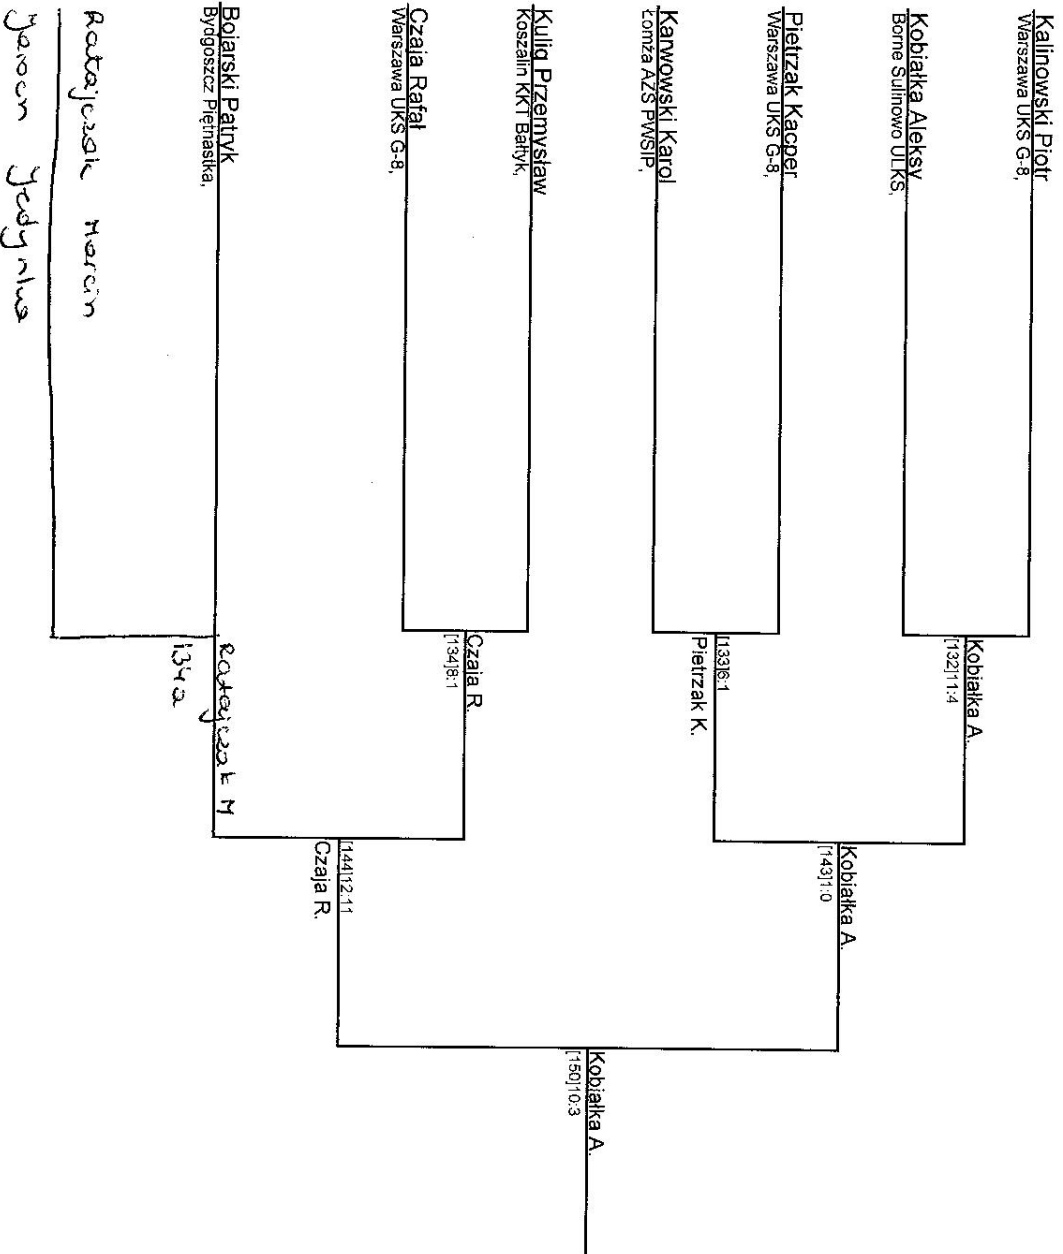 Kalinowski Piotr
Warszawa UKS G-8,
Kobiałka Aleksy
Borne Sulinowo ULKS,
Pietrzak Kacper
Warszawa UKS G-8,
Karwowski Karol
Łomża AZS PWSIP,
Kulig Przemysław
Koszalin KKT Bałtyk,
Czaja Rafał
Warszawa UKS G-8,
Bojarski Patryk
Bydgoszcz Piętnastka,
Ratajczak Marcin
Kobiałka A.
[132]11:4
[133]6:1
Pietrzak K.
Czaja R.
[134]8:1
Ratajczak M
134a
Kobiałka A.
[143]1:0
[144]12:11
Czaja R.
Kobiałka A.
[150]10:3